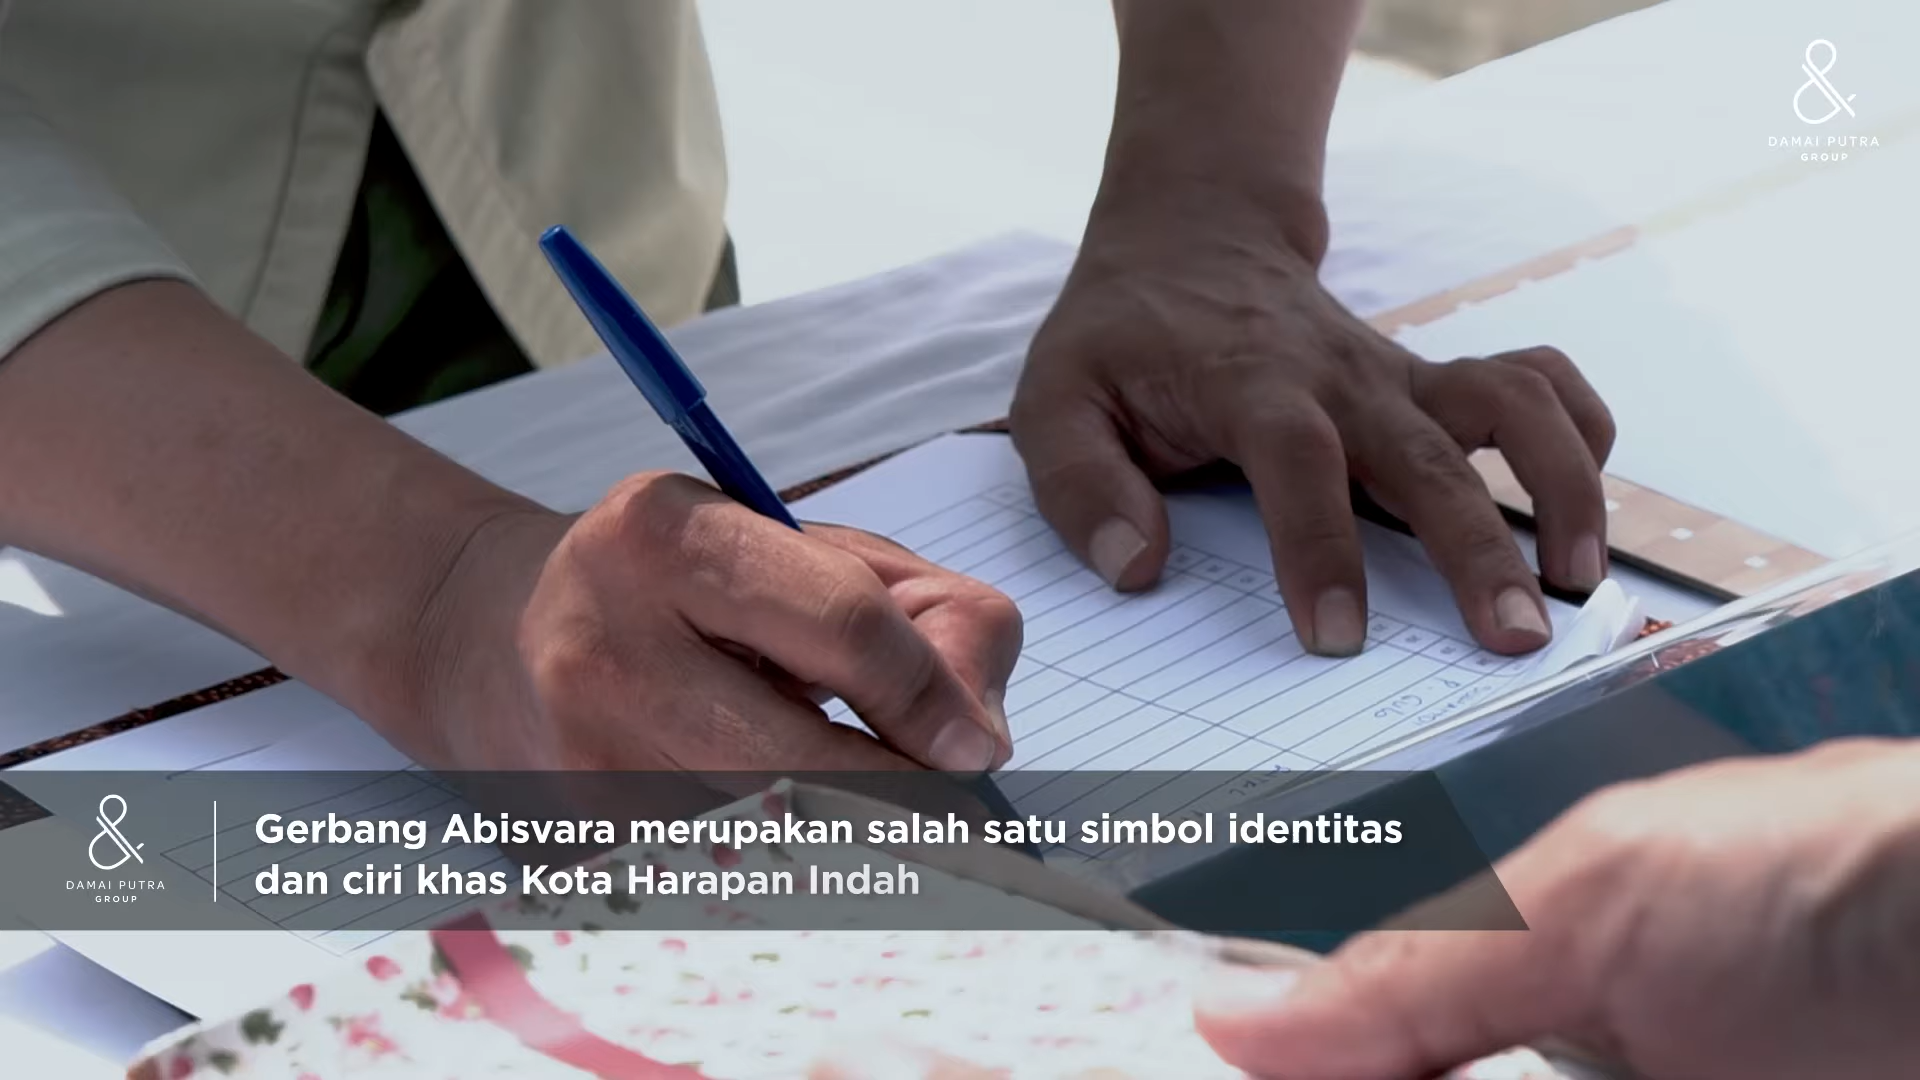 DAMAI PUTRA
GROUP
Gerbang Abisvara merupakan salah satu simbol identitas
dan ciri khas Kota Harapan Indah
DAMAI PUTRA
GROUP